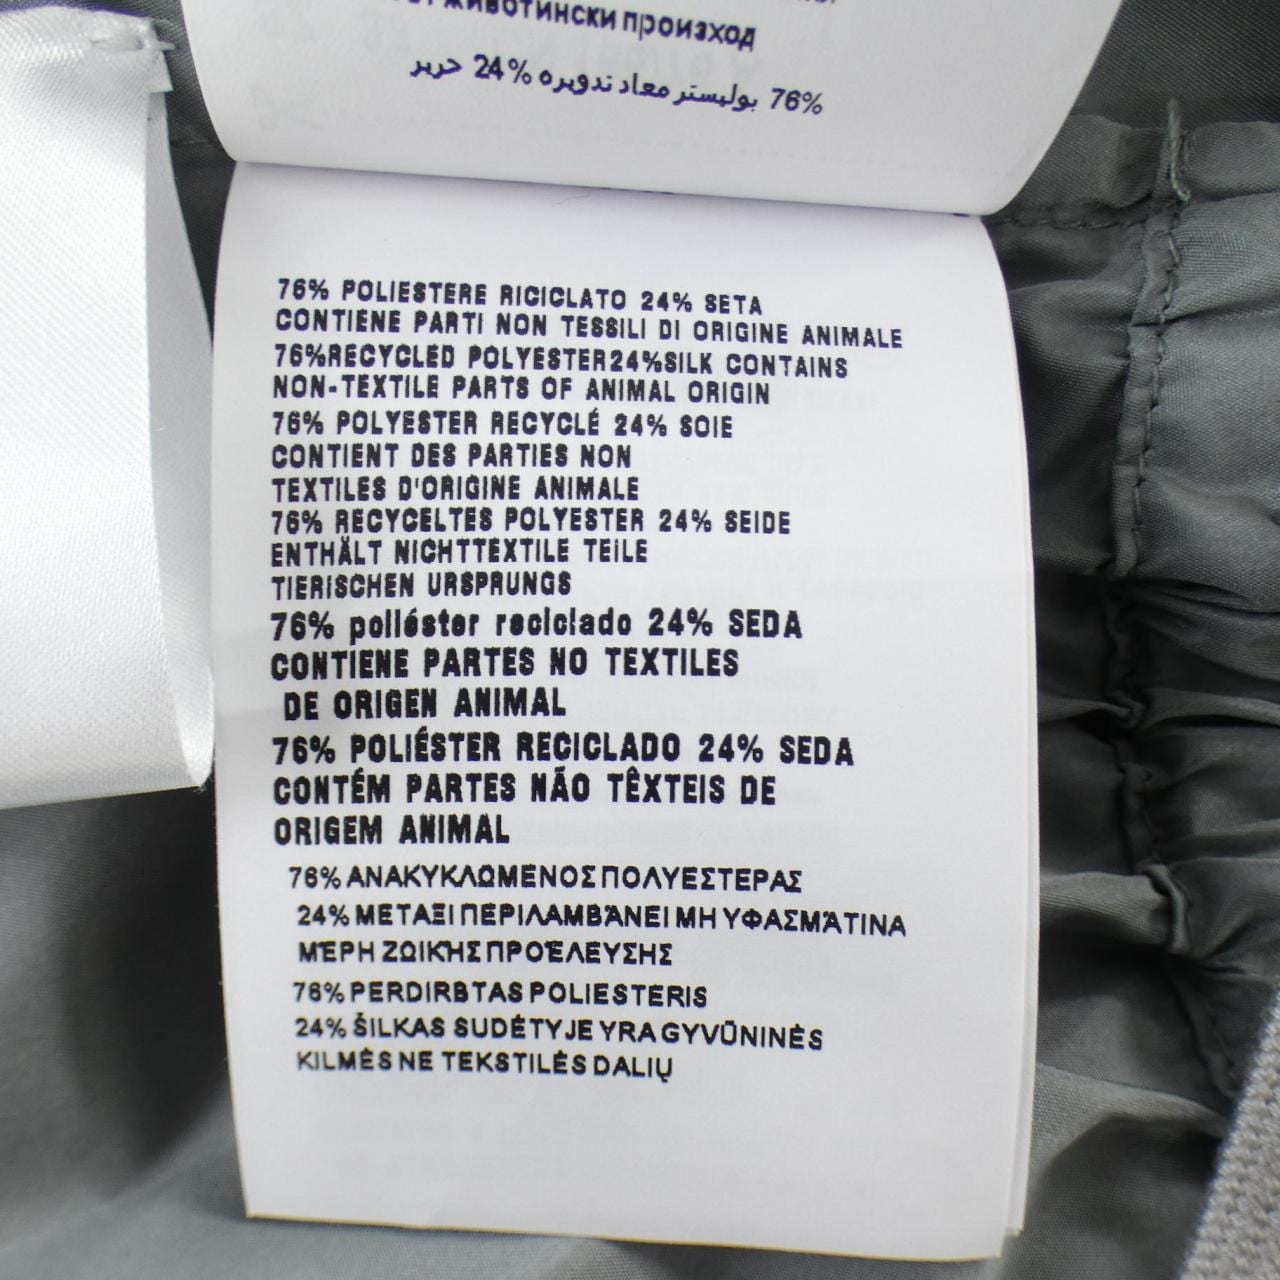 животински произход
76% بوليستر معاد تدويره 24% حرير
76% POLIESTERE RICICLATO 24% SETA
CONTIENE PARTI NON TESSILI DI ORIGINE ANIMALE
76%RECYCLED POLYESTER24%SILK CONTAINS
NON-TEXTILE PARTS OF ANIMAL ORIGIN
76% POLYESTER RECYCLÉ 24% SOIE
CONTIENT DES PARTIES NON
TEXTILES D'ORIGINE ANIMALE
76% RECYCELTES POLYESTER 24% SEIDE
ENTHÄLT NICHTTEXTILE TEILE
TIERISCHEN URSPRUNGS
76% poliéster reciclado 24% SEDA
CONTIENE PARTES NO TEXTILES
DE ORIGEN ANIMAL
76% POLIÉSTER RECICLADO 24% SEDA
CONTÉM PARTES NÃO TÊXTEIS DE
ORIGEM ANIMAL
76% ΑΝΑΚΥΚΛΩΜΕΝΟΣ ΠΟΛΥΕΣΤΕΡΑΣ
24% ΜΕΤΑΞΙ ΠΕΡΙΛΑΜΒΆΝΕΙ ΜΗ ΥΦΑΣΜΆΤΙΝΑ
ΜΈΡΗ ΖΩΙΚΗΣ ΠΡΟΈΛΕΥΣΗΣ
76% PERDIRBTAS POLIESTERIS
24% ŠILKAS SUDĖTYJE YRA GYVŪNINĖS
KILMĖS NE TEKSTILĖS DALIŲ